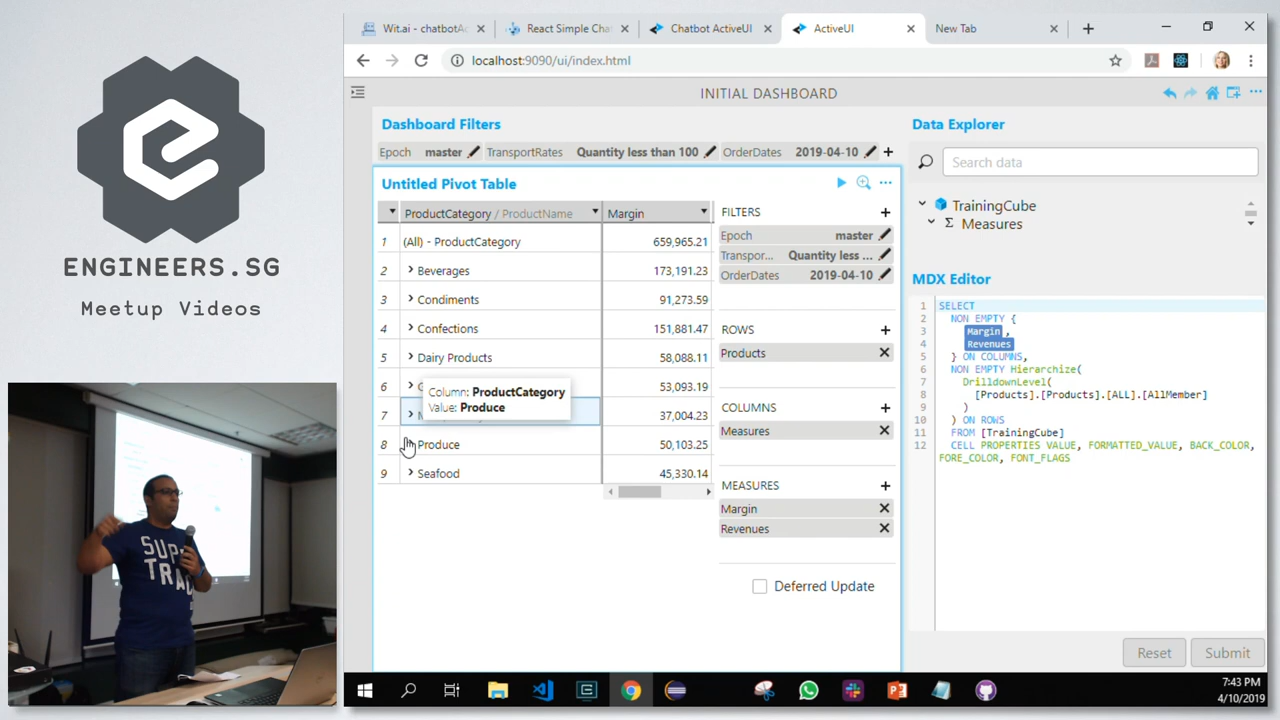 ENGINEERS.SG
Meetup Videos
SUP
TRA
Wit.ai - chatbotAc
React Simple Cha
Chatbot ActiveUI
ActiveUI
New Tab
localhost:9090/ui/index.html
INITIAL DASHBOARD
Dashboard Filters
Epoch master TransportRates Quantity less than 100 OrderDates 2019-04-10
Untitled Pivot Table
ProductCategory / ProductName Margin
1 (All) - ProductCategory 659,965.21
2 Beverages 173,191.23
3 Condiments 91,273.59
4 Confections 151,881.47
5 Dairy Products 58,088.11
6 53,093.19
7 37,004.23
8 Produce 50,103.25
9 Seafood 45,330.14
Column: ProductCategory
Value: Produce
FILTERS
Epoch master
Transpor... Quantity less ...
OrderDates 2019-04-10
ROWS
Products
COLUMNS
Measures
MEASURES
Margin
Revenues
Deferred Update
Data Explorer
Search data
TrainingCube
Σ Measures
MDX Editor
1 SELECT
2 NON EMPTY {
3 Margin ,
4 Revenues
5 } ON COLUMNS,
6 NON EMPTY Hierarchize(
7 DrilldownLevel(
8 [Products].[Products].[ALL].[AllMember]
9 )
10 ) ON ROWS
11 FROM [TrainingCube]
12 CELL PROPERTIES VALUE, FORMATTED_VALUE, BACK_COLOR,
FORE_COLOR, FONT_FLAGS
Reset Submit
7:43 PM
4/10/2019